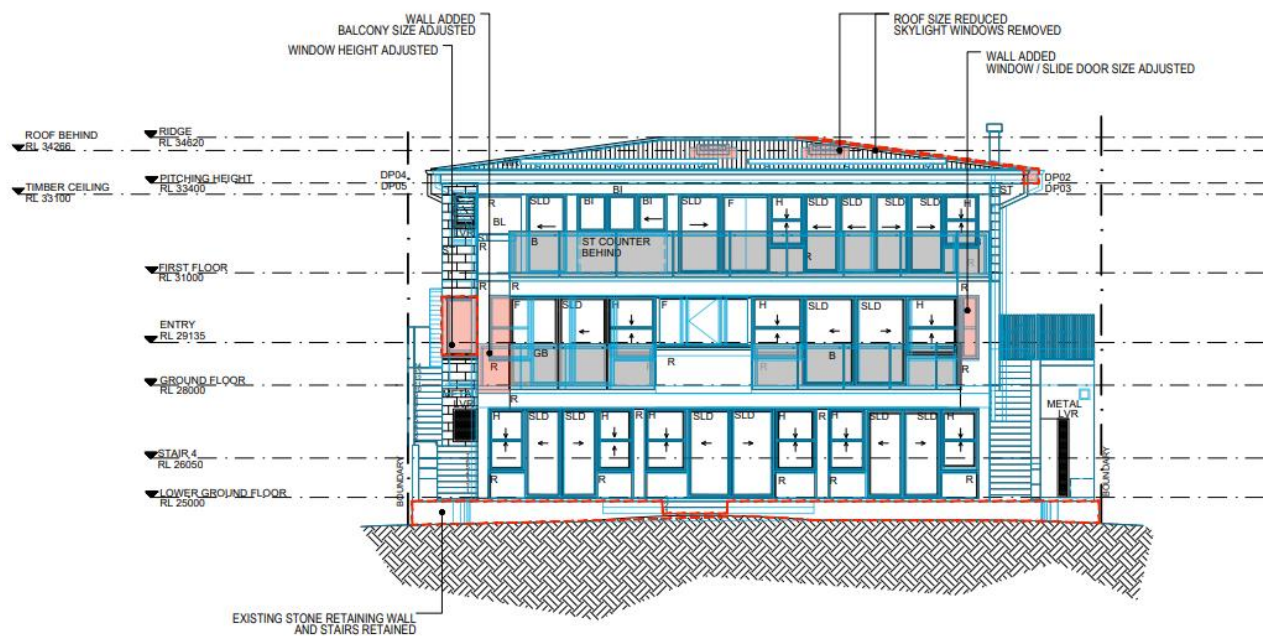 WALL ADDED
BALCONY SIZE ADJUSTED
WINDOW HEIGHT ADJUSTED
ROOF SIZE REDUCED
SKYLIGHT WINDOWS REMOVED
WALL ADDED
WINDOW / SLIDE DOOR SIZE ADJUSTED
ROOF BEHIND
RL 34266
RIDGE
RL 34620
PITCHING HEIGHT
RL 33400
TIMBER CEILING
RL 33100
DP04
DP05
DP02
DP03
BI
ST
R SLD BI BI SLD F H SLD SLD SLD SLD H
BL
LVR
ST
R
B
ST COUNTER
BEHIND
R
R
FIRST FLOOR
RL 31000
R R R
F SLD H F H SLD SLD H
ENTRY
RL 29135
GB
B
R R R R R
GROUND FLOOR
RL 28000
R
LVR
METAL
LVR
H SLD SLD H R H SLD SLD H R H SLD SLD H
STAIR 4
RL 26050
R R R R R
BOUNDARY
BOUNDARY
LOWER GROUND FLOOR
RL 25000
EXISTING STONE RETAINING WALL
AND STAIRS RETAINED